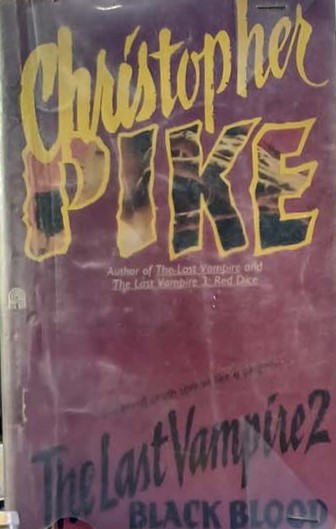 Christopher
PIKE
Author of The Last Vampire and
The Last Vampire 3: Red Dice
The Last Vampire 2
BLACK BLOOD